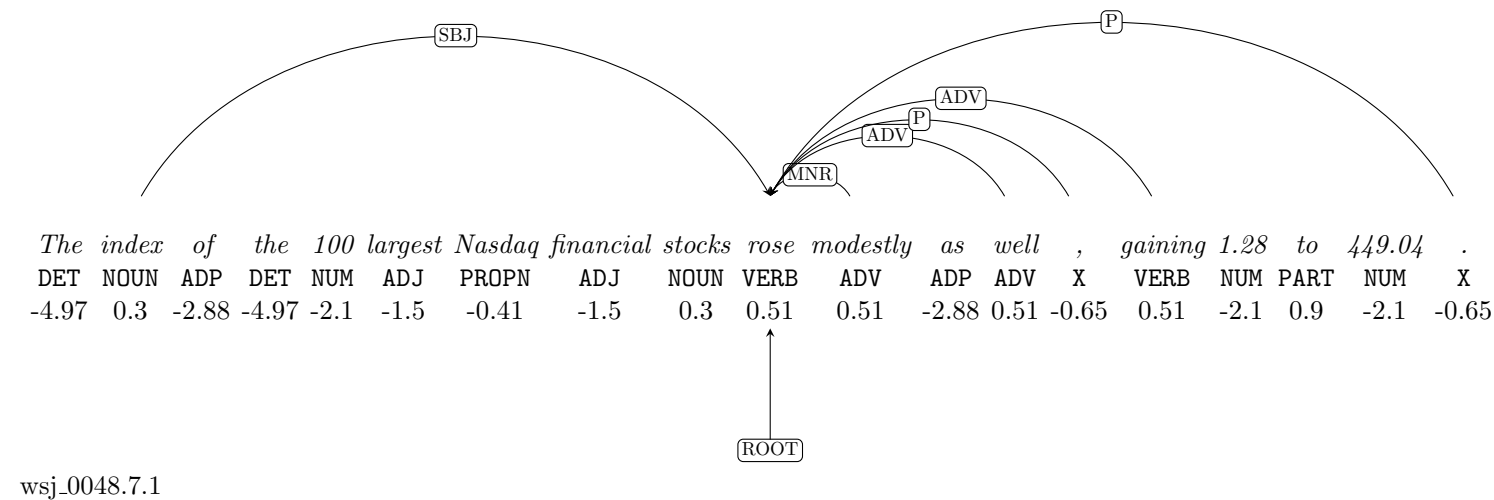 P
SBJ
ADV
P
ADV
MNR
The index of the 100 largest Nasdaq financial stocks rose modestly as well , gaining 1.28 to 449.04 .
DET NOUN ADP DET NUM ADJ PROPN ADJ NOUN VERB ADV ADP ADV X VERB NUM PART NUM X
-4.97 0.3 -2.88 -4.97 -2.1 -1.5 -0.41 -1.5 0.3 0.51 0.51 -2.88 0.51 -0.65 0.51 -2.1 0.9 -2.1 -0.65
ROOT
wsj_0048.7.1